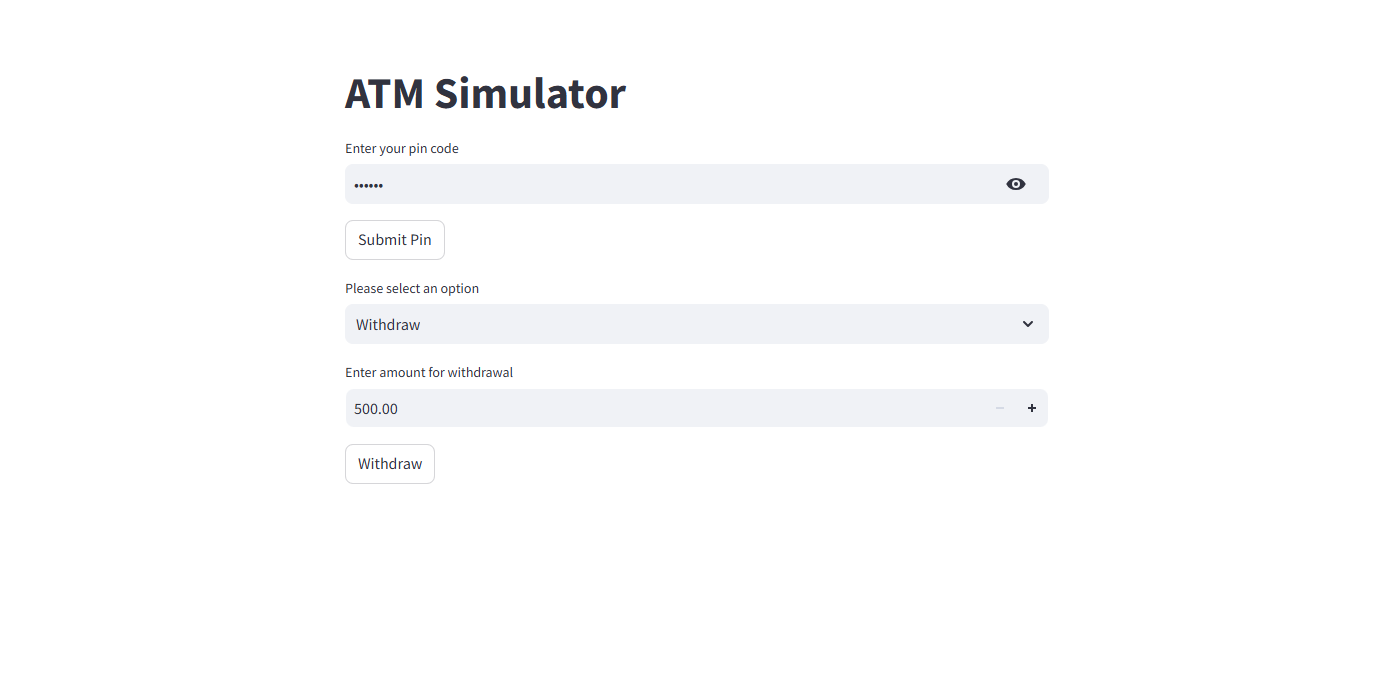 ATM Simulator
Enter your pin code
••••••
Submit Pin
Please select an option
Withdraw
Enter amount for withdrawal
500.00
Withdraw